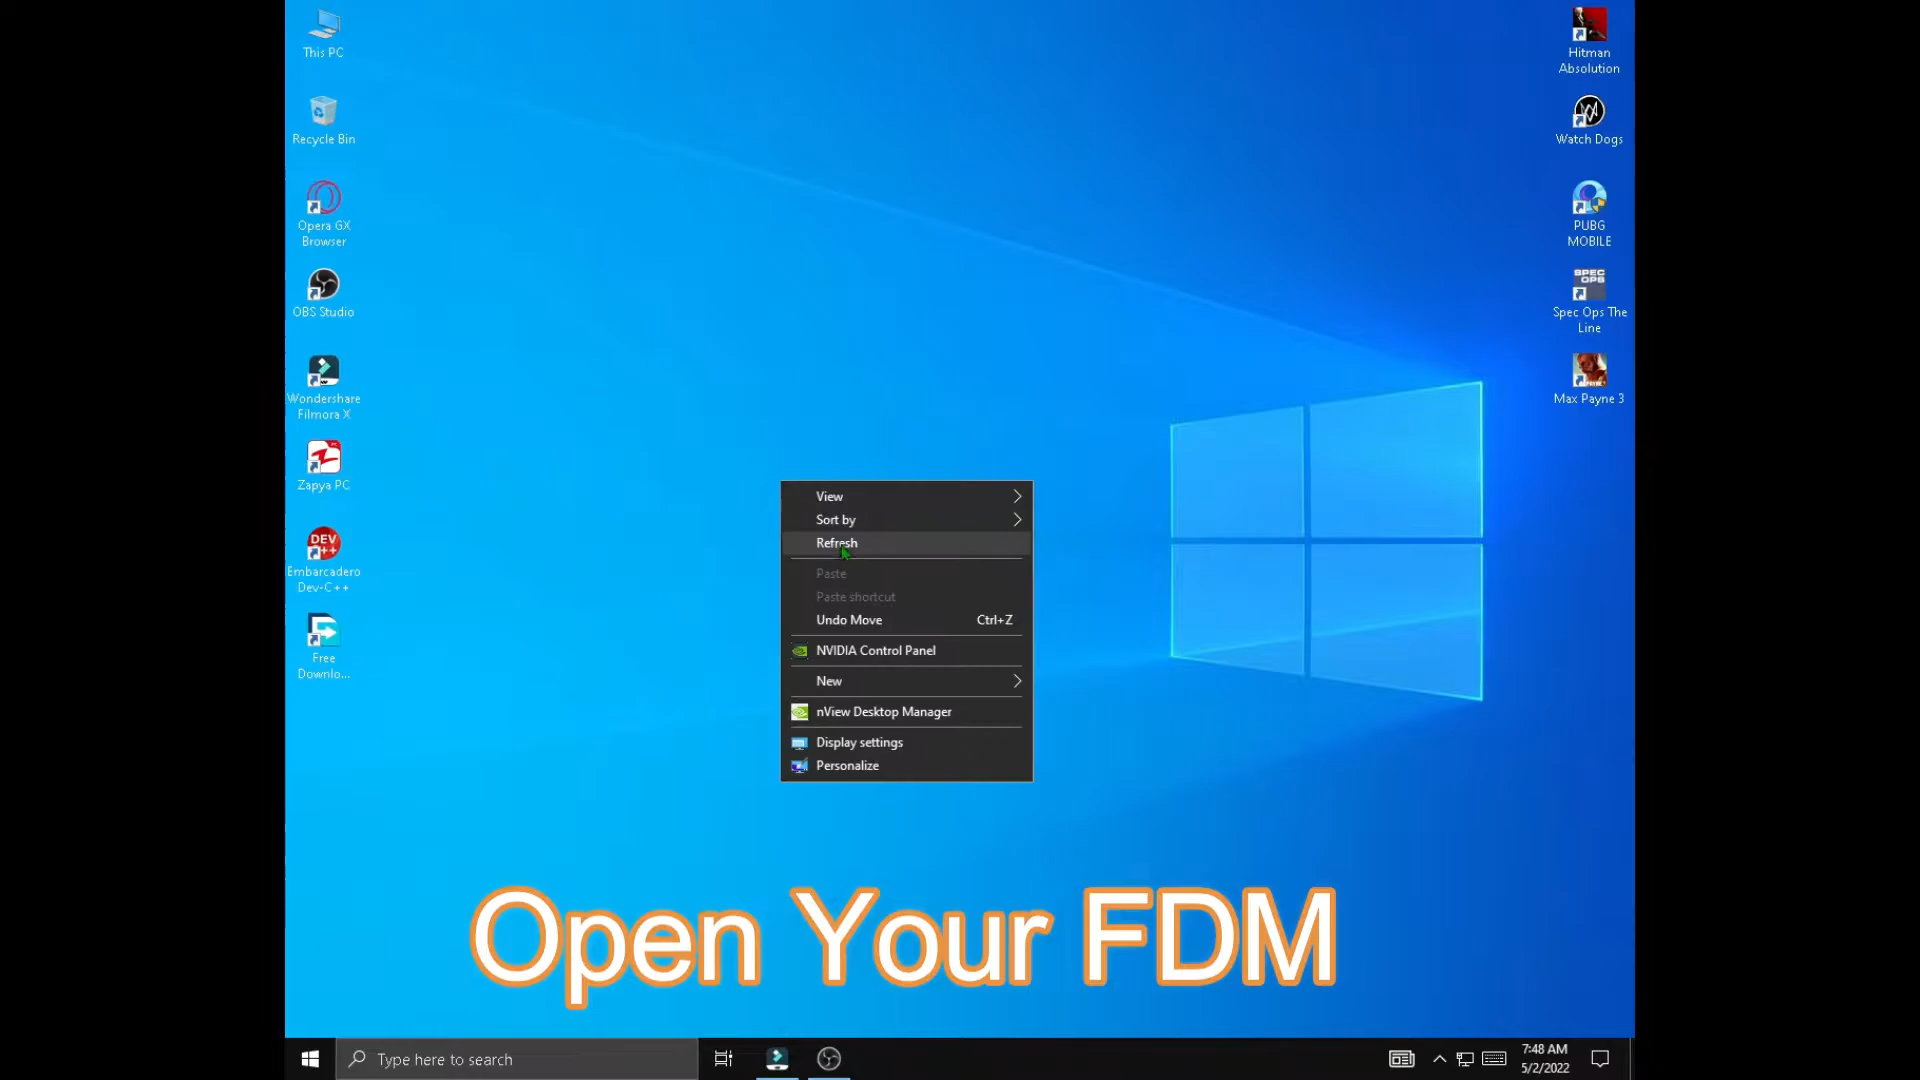 This PC
Recycle Bin
Opera GX
Browser
OBS Studio
Wondershare
Filmora X
Zapya PC
DEV
C++
Embarcadero
Dev-C++
Free
Downlo...
Hitman
Absolution
Watch Dogs
PUBG
MOBILE
SPEC
OPS
Spec Ops The
Line
Max Payne 3
View
Sort by
Refresh
Paste
Paste shortcut
Undo Move Ctrl+Z
NVIDIA Control Panel
New
nView Desktop Manager
Display settings
Personalize
Open Your FDM
Type here to search
7:48 AM
5/2/2022